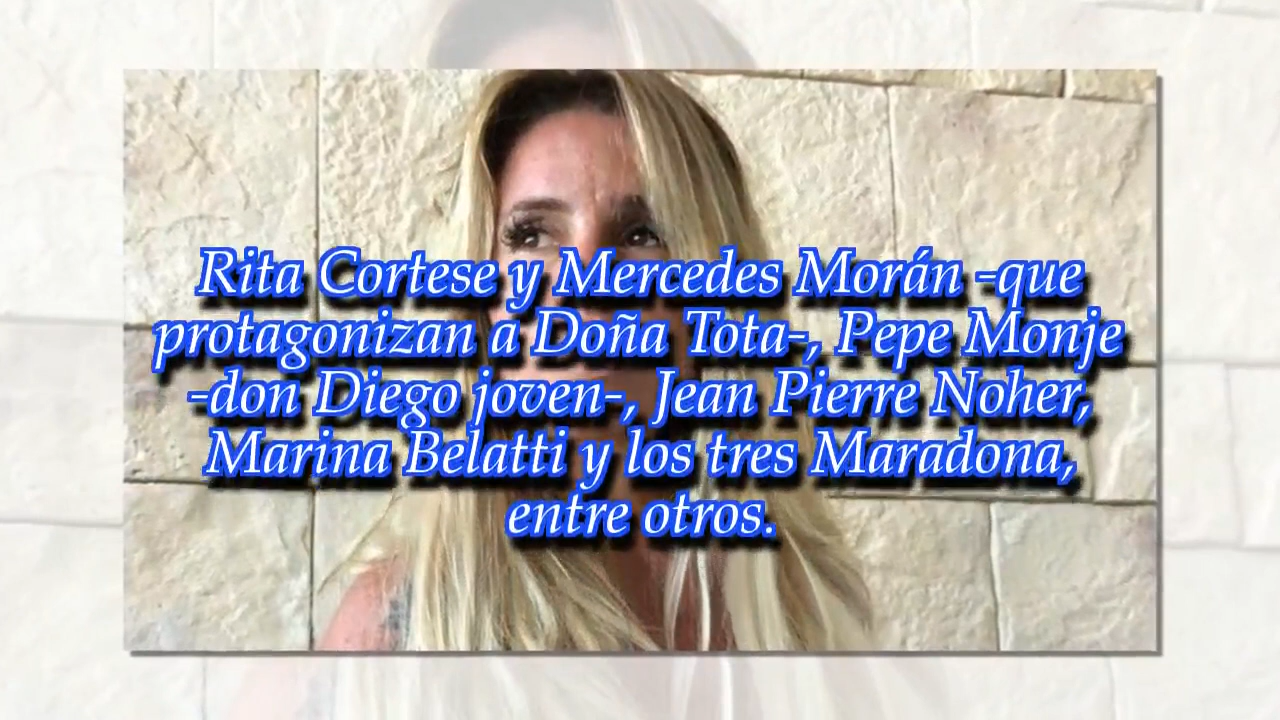 Rita Cortese y Mercedes Morán -que
protagonizan a Doña Tota-, Pepe Monje
-don Diego joven-, Jean Pierre Noher,
Marina Belatti y los tres Maradona,
entre otros.